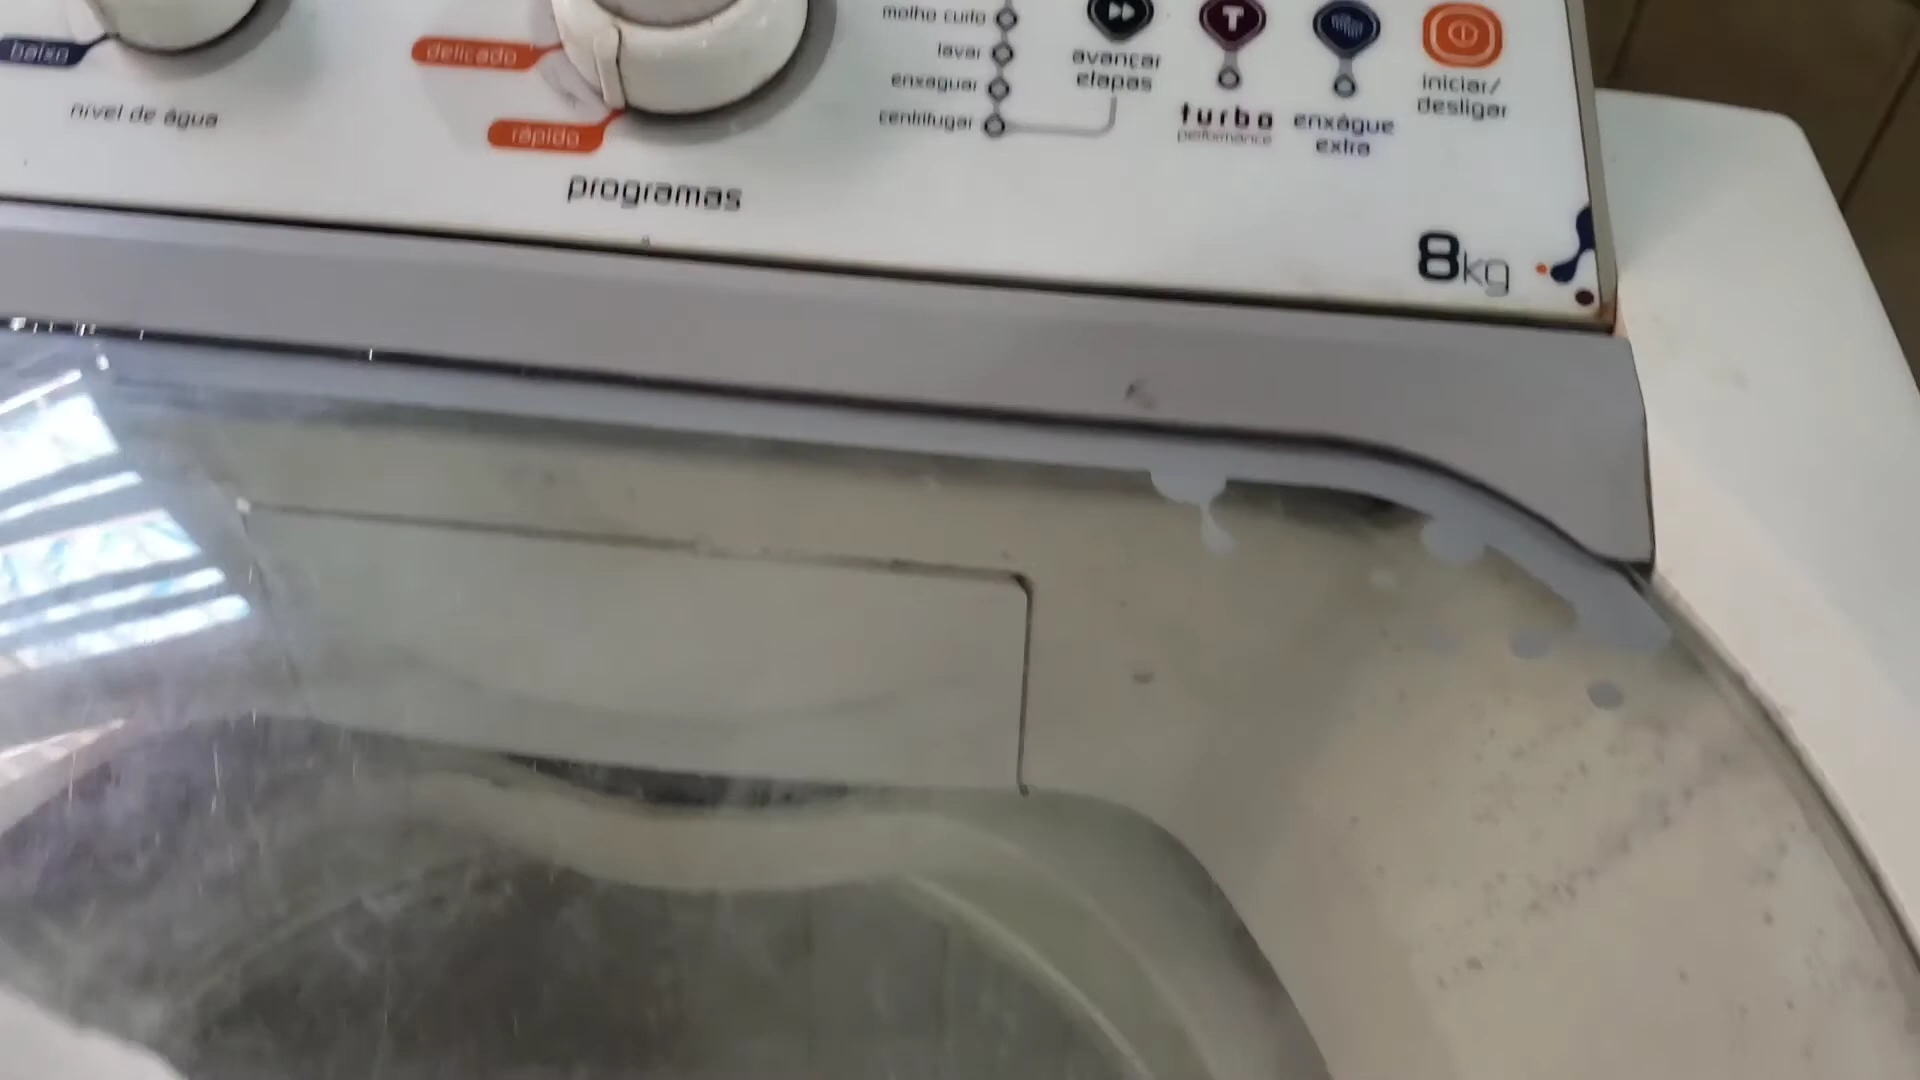 baixo
nível de água
delicado
rápido
programas
molho curto
lavar
enxaguar
centrifugar
avançar
etapas
T
turbo
performance
enxágue
extra
iniciar/
desligar
8kg